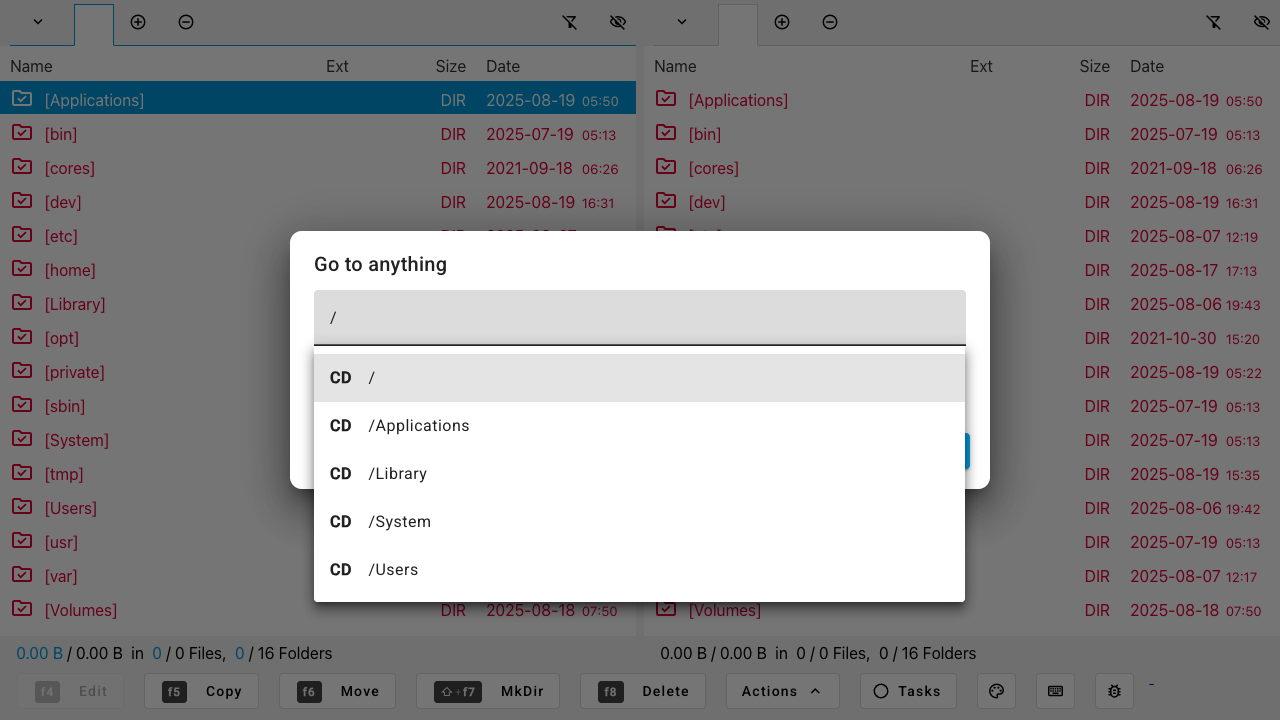 Name Ext Size Date
[Applications] DIR 2025-08-19 05:50
[bin] DIR 2025-07-19 05:13
[cores] DIR 2021-09-18 06:26
[dev] DIR 2025-08-19 16:31
[etc]
[home]
[Library]
[opt]
[private]
[sbin]
[System]
[tmp]
[Users]
[usr]
[var]
[Volumes] DIR 2025-08-18 07:50
Name Ext Size Date
[Applications] DIR 2025-08-19 05:50
[bin] DIR 2025-07-19 05:13
[cores] DIR 2021-09-18 06:26
[dev] DIR 2025-08-19 16:31
DIR 2025-08-07 12:19
DIR 2025-08-17 17:13
DIR 2025-08-06 19:43
DIR 2021-10-30 15:20
DIR 2025-08-19 05:22
DIR 2025-07-19 05:13
DIR 2025-07-19 05:13
DIR 2025-08-19 15:35
DIR 2025-08-06 19:42
DIR 2025-07-19 05:13
DIR 2025-08-07 12:17
[Volumes] DIR 2025-08-18 07:50
Go to anything
/
CD /
CD /Applications
CD /Library
CD /System
CD /Users
0.00 B / 0.00 B in 0 / 0 Files, 0 / 16 Folders
0.00 B / 0.00 B in 0 / 0 Files, 0 / 16 Folders
f4 Edit f5 Copy f6 Move ⇧+f7 MkDir f8 Delete Actions Tasks -